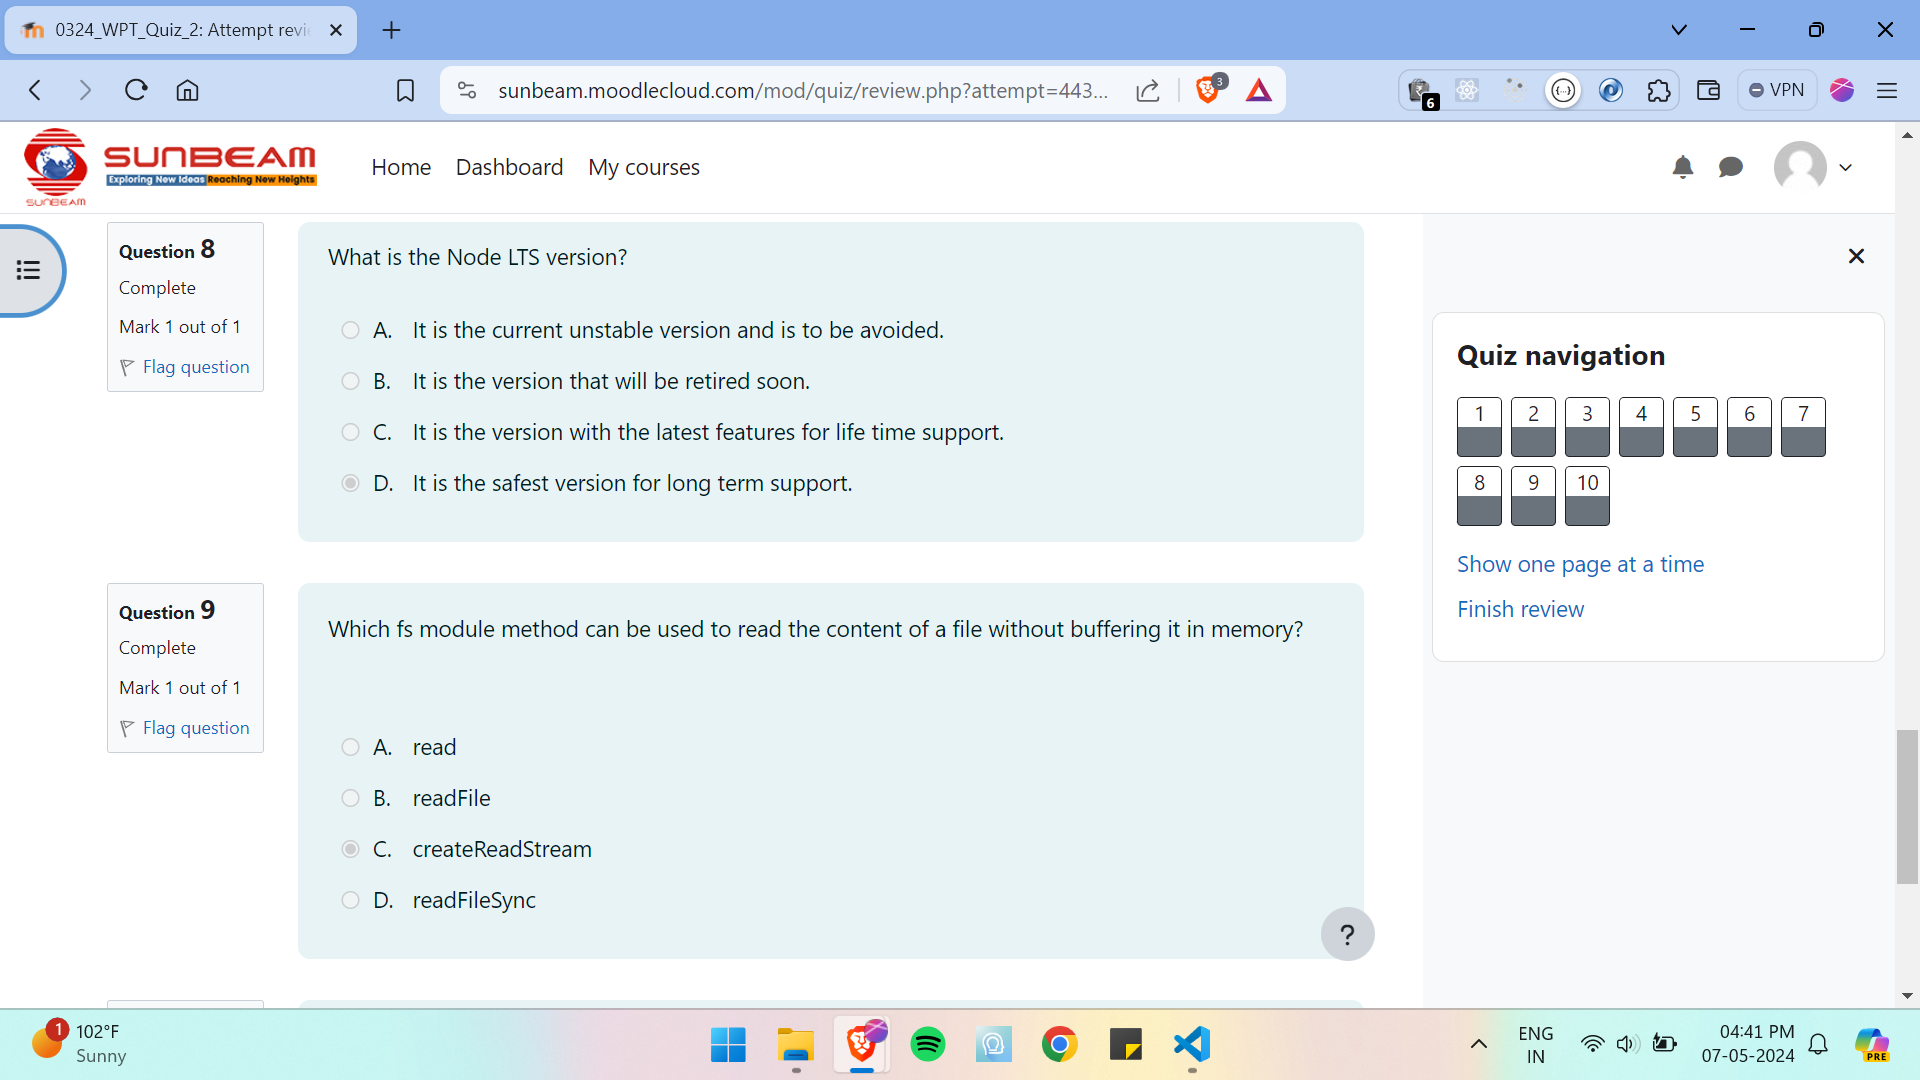 0324_WPT_Quiz_2: Attempt revi
sunbeam.moodlecloud.com/mod/quiz/review.php?attempt=443...
3
6
VPN
SUNBEAM
Exploring New Ideas Reaching New Heights
SUNBEAM
Home Dashboard My courses
Question 8
Complete
Mark 1 out of 1
Flag question
What is the Node LTS version?
A. It is the current unstable version and is to be avoided.
B. It is the version that will be retired soon.
C. It is the version with the latest features for life time support.
D. It is the safest version for long term support.
Question 9
Complete
Mark 1 out of 1
Flag question
Which fs module method can be used to read the content of a file without buffering it in memory?
A. read
B. readFile
C. createReadStream
D. readFileSync
?
Quiz navigation
1 2 3 4 5 6 7
8 9 10
Show one page at a time
Finish review
1
102°F
Sunny
ENG
IN
04:41 PM
07-05-2024
PRE